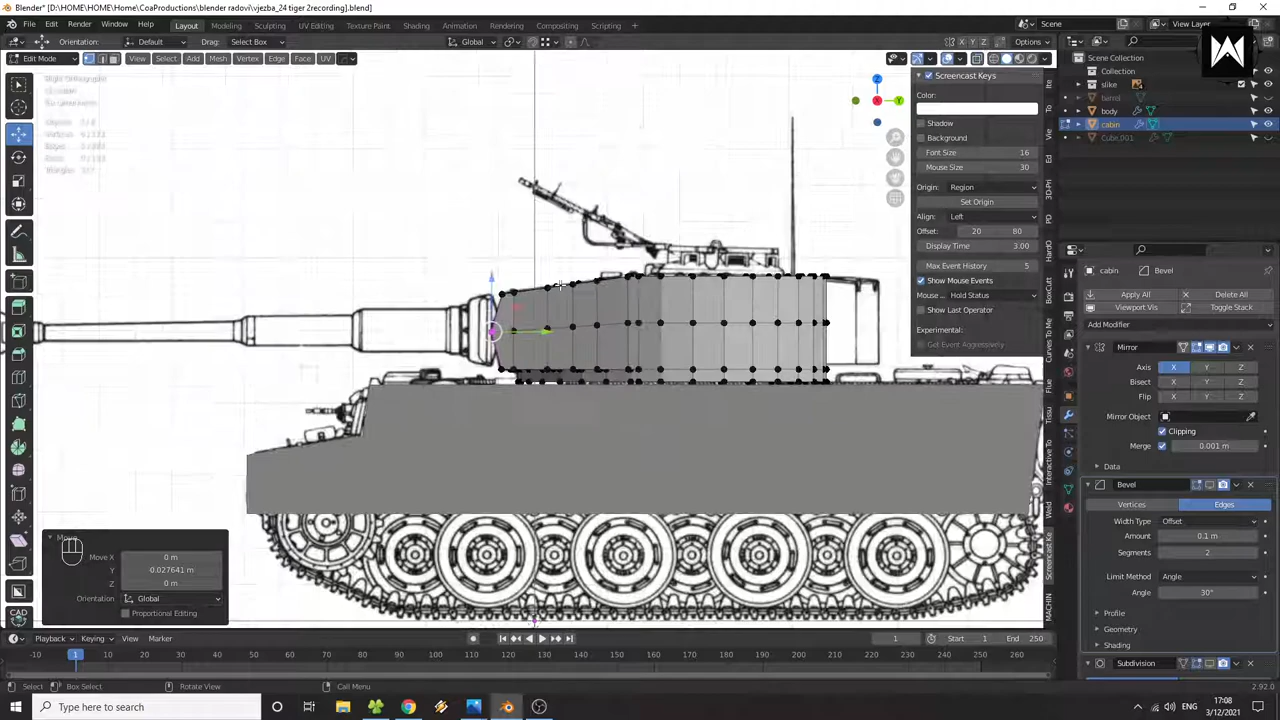 Blender* [D:\HOME\HOME\Home\CoaProductions\blender radovi\vjezba_24 tiger 2recording].blend]
File Edit Render Window Help
Layout Modeling Sculpting UV Editing Texture Paint Shading Animation Rendering Compositing Scripting
Scene
View Layer
Orientation: Default
Drag: Select Box
Global
X Y Z
Options
Edit Mode
View Select Add Mesh Vertex Edge Face UV
Screencast Keys
Color:
Shadow
Background
Font Size 16
Mouse Size 30
Origin: Region
Set Origin
Align: Left
Offset: 20 80
Display Time 3.00
Max Event History 5
Show Mouse Events
Mouse ... Hold Status
Show Last Operator
Experimental:
Get Event Aggressively
Scene Collection
Collection
slike
barrel
body
cabin
Cube.001
cabin
Bevel
Apply All
Delete All
Viewport Vis
Toggle Stack
Add Modifier
Mirror
Axis X Y Z
Bisect X Y Z
Flip X Y Z
Mirror Object
Clipping
Merge 0.001 m
Data
Bevel
Vertices Edges
Width Type Offset
Amount 0.1 m
Segments 2
Limit Method Angle
Angle 30°
Profile
Geometry
Shading
Subdivision
Move
Move X 0 m
Y -0.027641 m
Z 0 m
Orientation Global
Proportional Editing
CAD
Playback Keying View Marker
1
Start 1
End 250
-10 1 10 20 30 40 50 60 70 80 90 100 110 120 130 140 150 160 170 180 190 200 210 220 230 240 250 260
Select
Box Select
Rotate View
Call Menu
2.92.0
Type here to search
ENG
17:08
3/12/2021